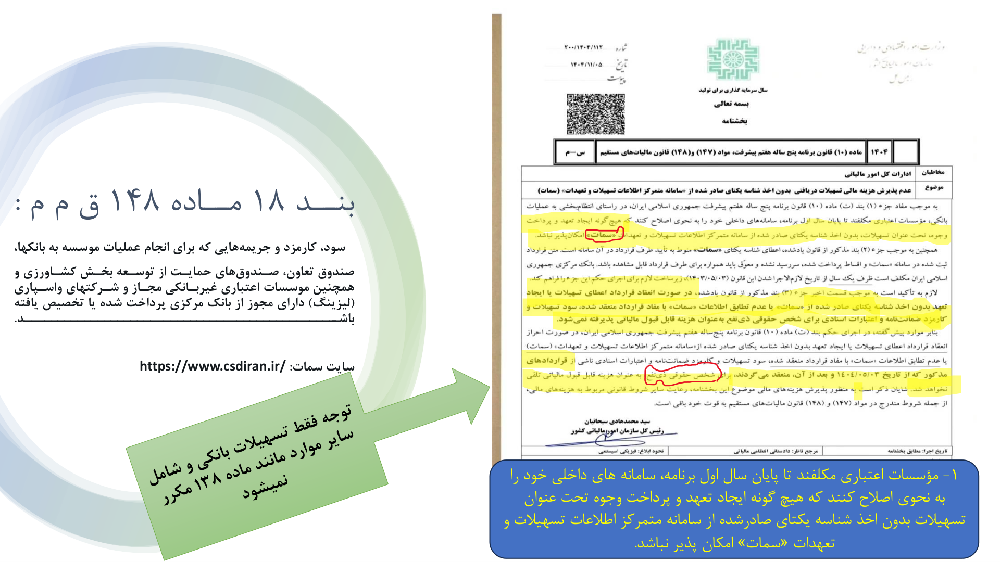 بند ۱۸ ماده ۱۴۸ ق م م :
سود، کارمزد و جریمه‌هایی که برای انجام عملیات موسسه به بانکها،
صندوق تعاون، صندوق‌های حمایت از توسعه بخش کشاورزی و
همچنین موسسات اعتباری غیربانکی مجاز و شرکتهای واسپاری
(لیزینگ) دارای مجوز از بانک مرکزی پرداخت شده یا تخصیص یافته
باشد.
سایت سمات: https://www.csdiran.ir/
توجه فقط تسهیلات بانکی و شامل
سایر موارد مانند ماده ۱۳۸ مکرر
نمیشود
وزارت امور اقتصادی و دارایی
سازمان امور مالیاتی کشور
رئیس کل
سال سرمایه گذاری برای تولید
بسمه تعالی
بخشنامه
شماره ۲۰۰/۱۴۰۴/۱۱۲
تاریخ ۱۴۰۴/۱۱/۰۵
پیوست
۱۴۰۴ ماده (۱۰) قانون برنامه پنج ساله هفتم پیشرفت، مواد (۱۴۷) و(۱۴۸) قانون مالیات‌های مستقیم س–م
مخاطبان ادارات کل امور مالیاتی
موضوع عدم پذیرش هزینه مالی تسهیلات دریافتی بدون اخذ شناسه یکتای صادر شده از «سامانه متمرکز اطلاعات تسهیلات و تعهدات» (سمات)
به موجب مفاد جزء (۱) بند (ت) ماده (۱۰) قانون برنامه پنج ساله هفتم پیشرفت جمهوری اسلامی ایران، در راستای انتظام‌بخشی به عملیات
بانکی، مؤسسات اعتباری مکلفند تا پایان سال اول برنامه، سامانه‌های داخلی خود را به نحوی اصلاح کنند که هیچ‌گونه ایجاد تعهد و پرداخت
وجوه، تحت عنوان تسهیلات، بدون اخذ شناسه یکتای صادر شده از سامانه متمرکز اطلاعات تسهیلات و تعهدات «سمات» امکان‌پذیر نباشد.
همچنین به موجب جزء (۲) بند مذکور از قانون یادشده، اعطای شناسه یکتای «سمات» منوط به تأیید طرف قرارداد در آن سامانه است. متن قرارداد
ثبت شده در سامانه «سمات» و اقساط پرداخت شده، سررسید نشده و معوّق باید همواره برای طرف قرارداد قابل مشاهده باشد. بانک مرکزی جمهوری
اسلامی ایران مکلف است ظرف یک سال از تاریخ لازم‌الاجرا شدن این قانون (۱۴۰۳/۰۵/۰۳)، زیرساخت لازم برای اجرای حکم این جزء را فراهم کند.
لازم به تأکید است به موجب قسمت اخیر جزء (۳) بند مذکور از قانون یادشده، در صورت انعقاد قرارداد اعطای تسهیلات یا ایجاد
تعهد بدون اخذ شناسه یکتای صادر شده از «سمات» یا عدم تطابق اطلاعات «سمات» با مفاد قرارداد منعقد شده، سود تسهیلات و
کارمزد ضمانت‌نامه و اعتبارات اسنادی برای شخص حقوقی ذی‌نفع به‌عنوان هزینه قابل قبول مالیاتی پذیرفته نمی‌شود.
بنابر موارد پیش‌گفته، در اجرای حکم بند (ت) ماده (۱۰) قانون برنامه پنج‌ساله هفتم پیشرفت جمهوری اسلامی ایران، در صورت احراز
انعقاد قرارداد اعطای تسهیلات یا ایجاد تعهد بدون اخذ شناسه یکتای صادر شده از«سامانه متمرکز اطلاعات تسهیلات و تعهدات» (سمات)
یا عدم تطابق اطلاعات «سمات» با مفاد قرارداد منعقد شده، سود تسهیلات و کارمزد ضمانت‌نامه و اعتبارات اسنادی ناشی از قراردادهای
مذکور که از تاریخ ۱۴۰۴/۰۵/۰۳ و بعد از آن، منعقد می‌گردند، برای شخص حقوقی ذی‌نفع به عنوان هزینه قابل قبول مالیاتی تلقی
نخواهد شد. شایان ذکر است به منظور پذیرش هزینه‌های مالی موضوع این بخشنامه، رعایت سایر شروط قانونی مربوط به هزینه‌های مالی،
از جمله شروط مندرج در مواد (۱۴۷) و (۱۴۸) قانون مالیات‌های مستقیم به قوت خود باقی است.
سید محمدهادی سبحانیان
رئیس کل سازمان امور مالیاتی کشور
تاریخ اجرا: مطابق بخشنامه مرجع ناظر: دادستانی انتظامی مالیاتی نحوه ابلاغ: فیزیکی /سیستمی
۱- مؤسسات اعتباری مکلفند تا پایان سال اول برنامه، سامانه های داخلی خود را
به نحوی اصلاح کنند که هیچ گونه ایجاد تعهد و پرداخت وجوه تحت عنوان
تسهیلات بدون اخذ شناسه یکتای صادرشده از سامانه متمرکز اطلاعات تسهیلات و
تعهدات «سمات» امکان پذیر نباشد.